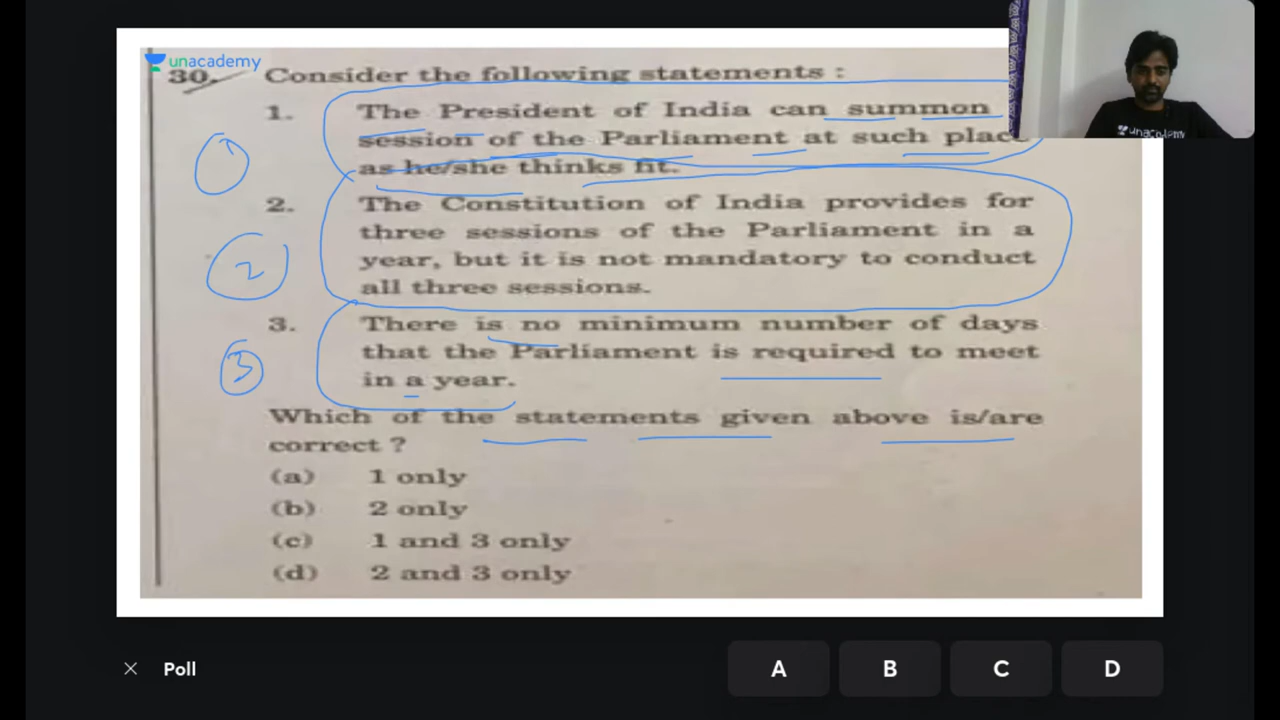 unacademy
30. Consider the following statements :
1. The President of India can summon
session of the Parliament at such place
as he/she thinks fit.
2. The Constitution of India provides for
three sessions of the Parliament in a
year, but it is not mandatory to conduct
all three sessions.
3. There is no minimum number of days
that the Parliament is required to meet
in a year.
Which of the statements given above is/are
correct ?
(a) 1 only
(b) 2 only
(c) 1 and 3 only
(d) 2 and 3 only
1
2
3
unacademy
× Poll
A B C D